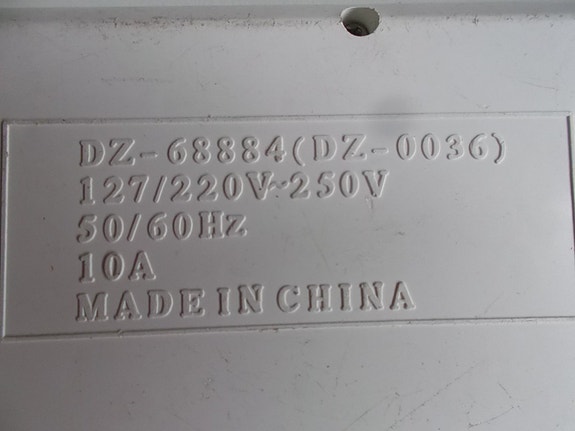 DZ-68884(DZ-0036)
127/220V~250V
50/60Hz
10A
MADE IN CHINA